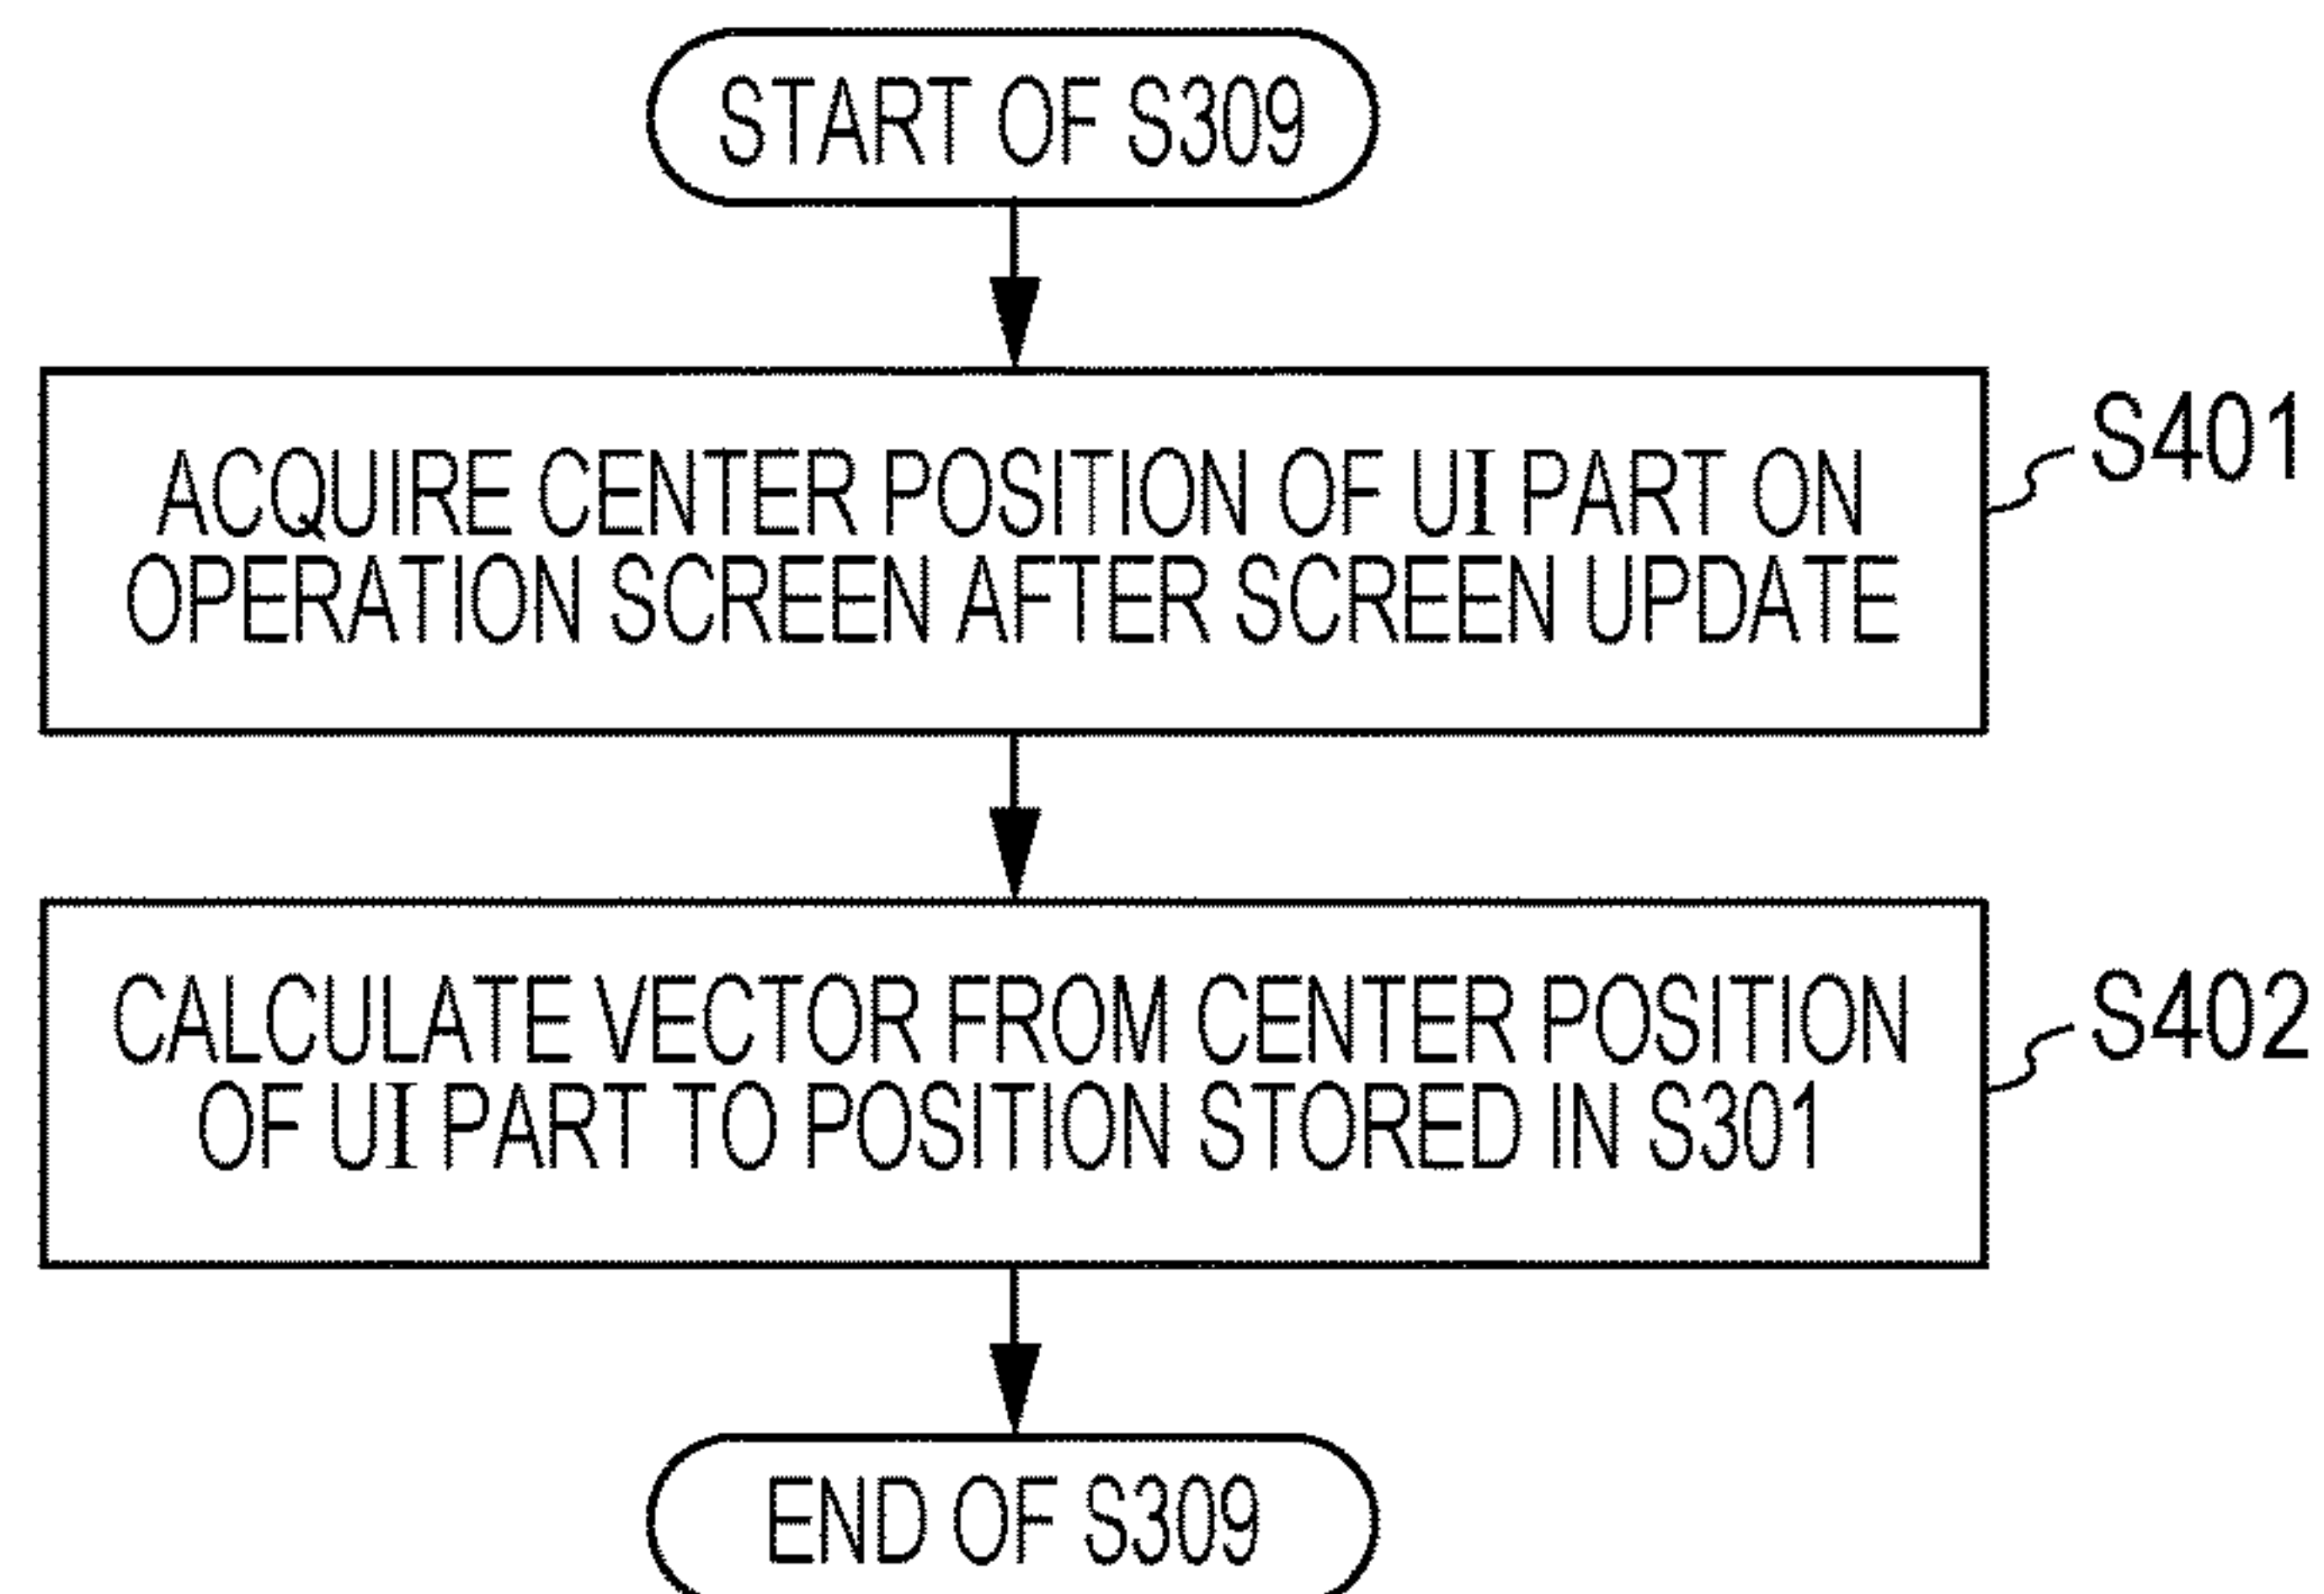 START OF S309
ACQUIRE CENTER POSITION OF UI PART ON
OPERATION SCREEN AFTER SCREEN UPDATE
S401
CALCULATE VECTOR FROM CENTER POSITION
OF UI PART TO POSITION STORED IN S301
S402
END OF S309